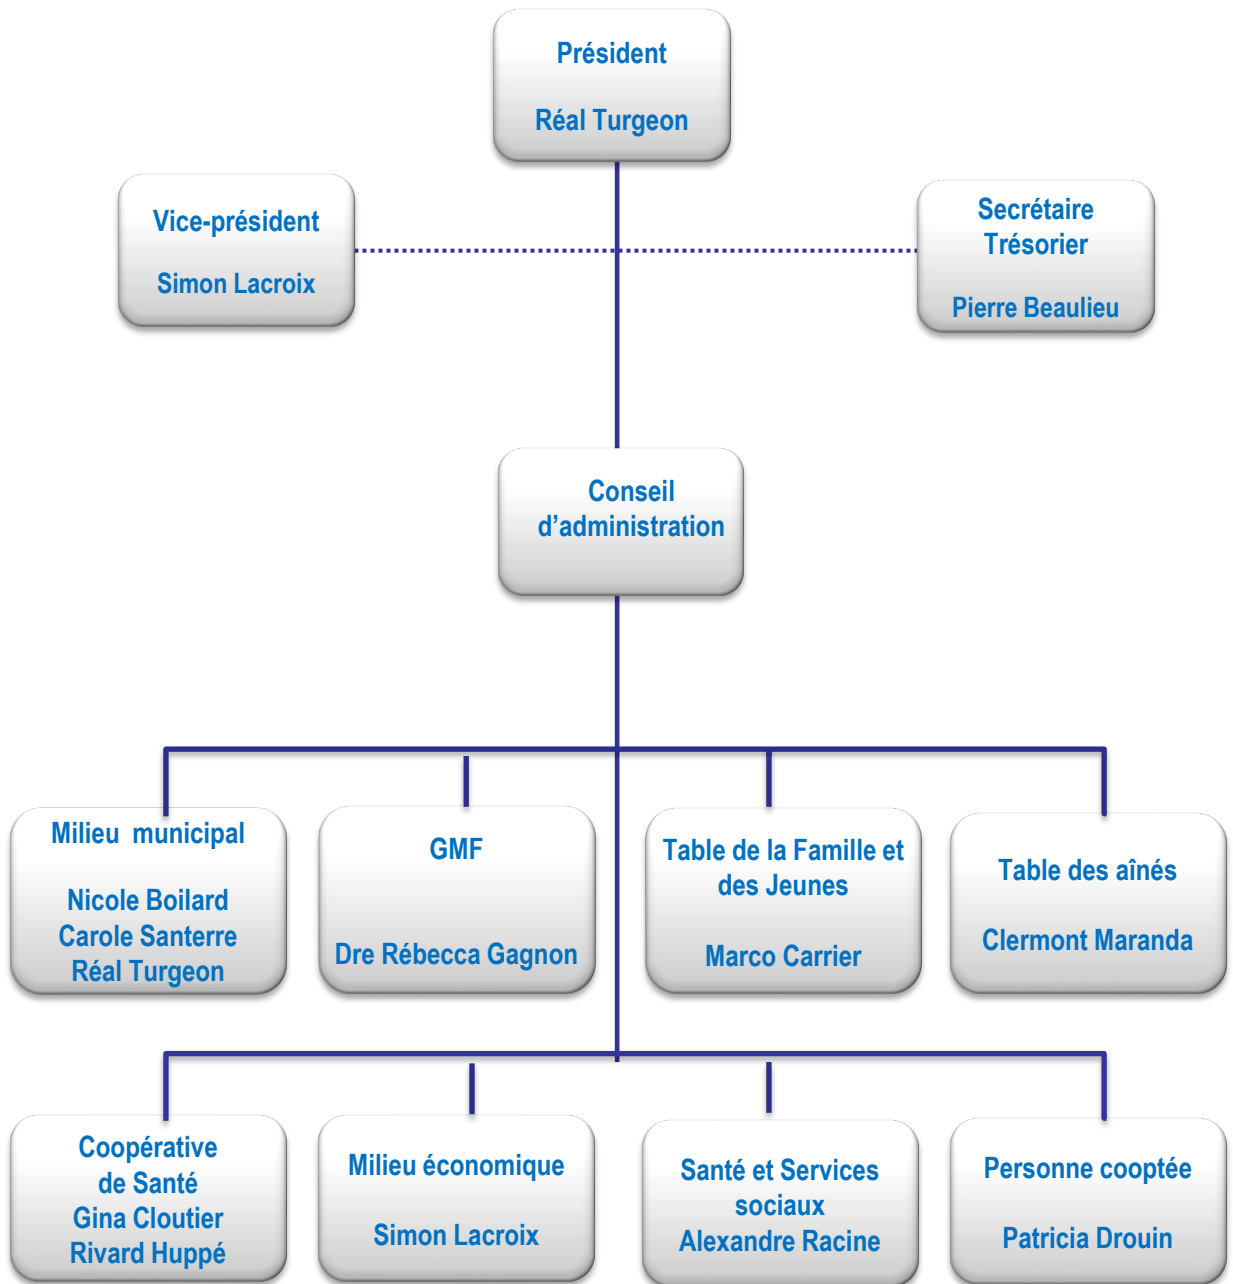 Président
Réal Turgeon
Vice-président
Simon Lacroix
Secrétaire
Trésorier
Pierre Beaulieu
Conseil
d’administration
Milieu municipal
Nicole Boilard
Carole Santerre
Réal Turgeon
GMF
Dre Rébecca Gagnon
Table de la Famille et
des Jeunes
Marco Carrier
Table des aînés
Clermont Maranda
Coopérative
de Santé
Gina Cloutier
Rivard Huppé
Milieu économique
Simon Lacroix
Santé et Services
sociaux
Alexandre Racine
Personne cooptée
Patricia Drouin